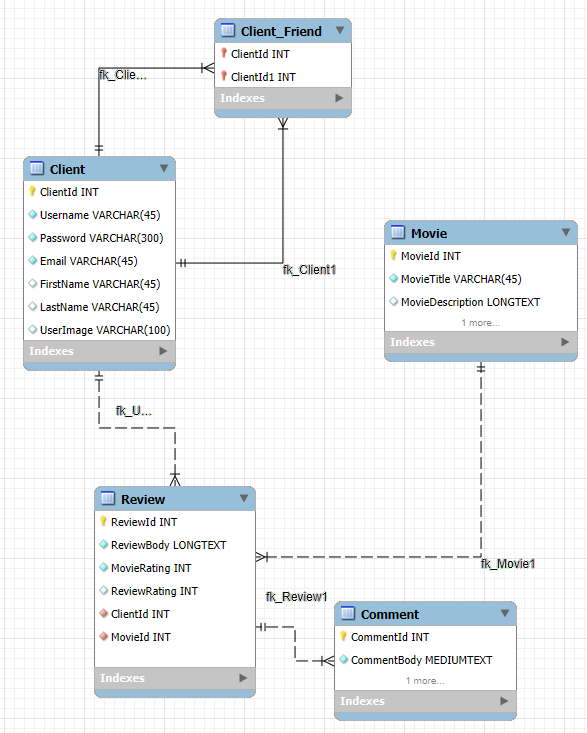 Client_Friend
ClientId INT
ClientId1 INT
Indexes
fk_Clie...
Client
ClientId INT
Username VARCHAR(45)
Password VARCHAR(300)
Email VARCHAR(45)
FirstName VARCHAR(45)
LastName VARCHAR(45)
UserImage VARCHAR(100)
Indexes
fk_Client1
Movie
MovieId INT
MovieTitle VARCHAR(45)
MovieDescription LONGTEXT
1 more...
Indexes
fk_U...
Review
ReviewId INT
ReviewBody LONGTEXT
MovieRating INT
ReviewRating INT
ClientId INT
MovieId INT
Indexes
fk_Movie1
fk_Review1
Comment
CommentId INT
CommentBody MEDIUMTEXT
1 more...
Indexes